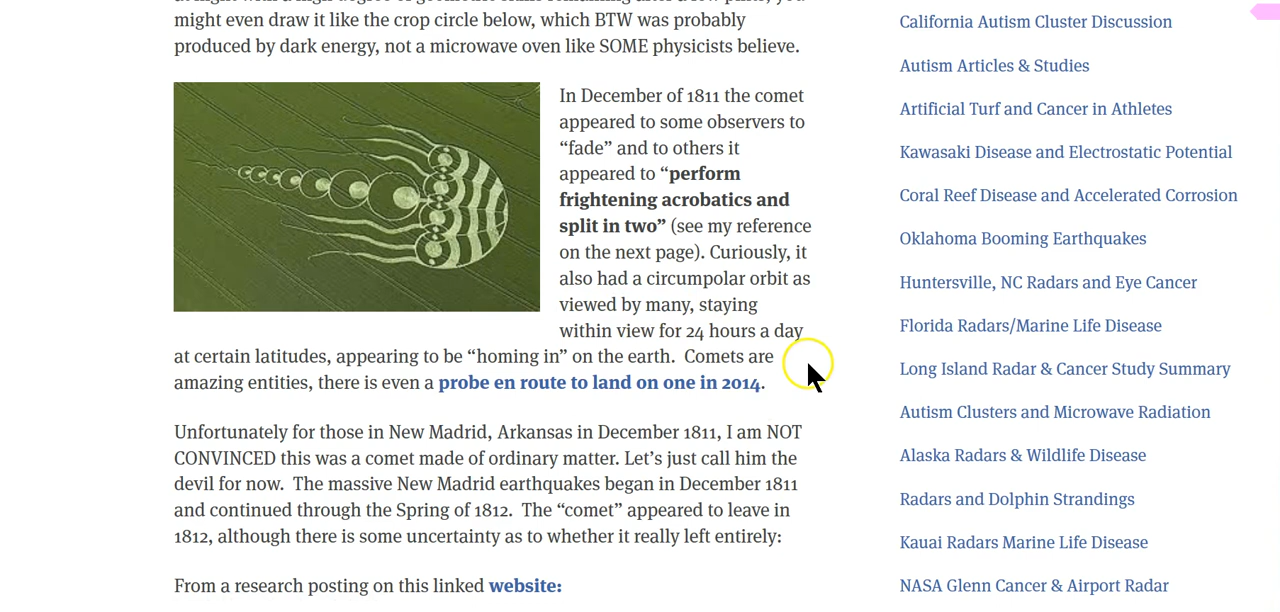 might even draw it like the crop circle below, which BTW was probably
produced by dark energy, not a microwave oven like SOME physicists believe.
In December of 1811 the comet
appeared to some observers to
“fade” and to others it
appeared to “perform
frightening acrobatics and
split in two” (see my reference
on the next page). Curiously, it
also had a circumpolar orbit as
viewed by many, staying
within view for 24 hours a day
at certain latitudes, appearing to be “homing in” on the earth.  Comets are
amazing entities, there is even a probe en route to land on one in 2014.
Unfortunately for those in New Madrid, Arkansas in December 1811, I am NOT
CONVINCED this was a comet made of ordinary matter. Let’s just call him the
devil for now.  The massive New Madrid earthquakes began in December 1811
and continued through the Spring of 1812.  The “comet” appeared to leave in
1812, although there is some uncertainty as to whether it really left entirely:
From a research posting on this linked website:
California Autism Cluster Discussion
Autism Articles & Studies
Artificial Turf and Cancer in Athletes
Kawasaki Disease and Electrostatic Potential
Coral Reef Disease and Accelerated Corrosion
Oklahoma Booming Earthquakes
Huntersville, NC Radars and Eye Cancer
Florida Radars/Marine Life Disease
Long Island Radar & Cancer Study Summary
Autism Clusters and Microwave Radiation
Alaska Radars & Wildlife Disease
Radars and Dolphin Strandings
Kauai Radars Marine Life Disease
NASA Glenn Cancer & Airport Radar